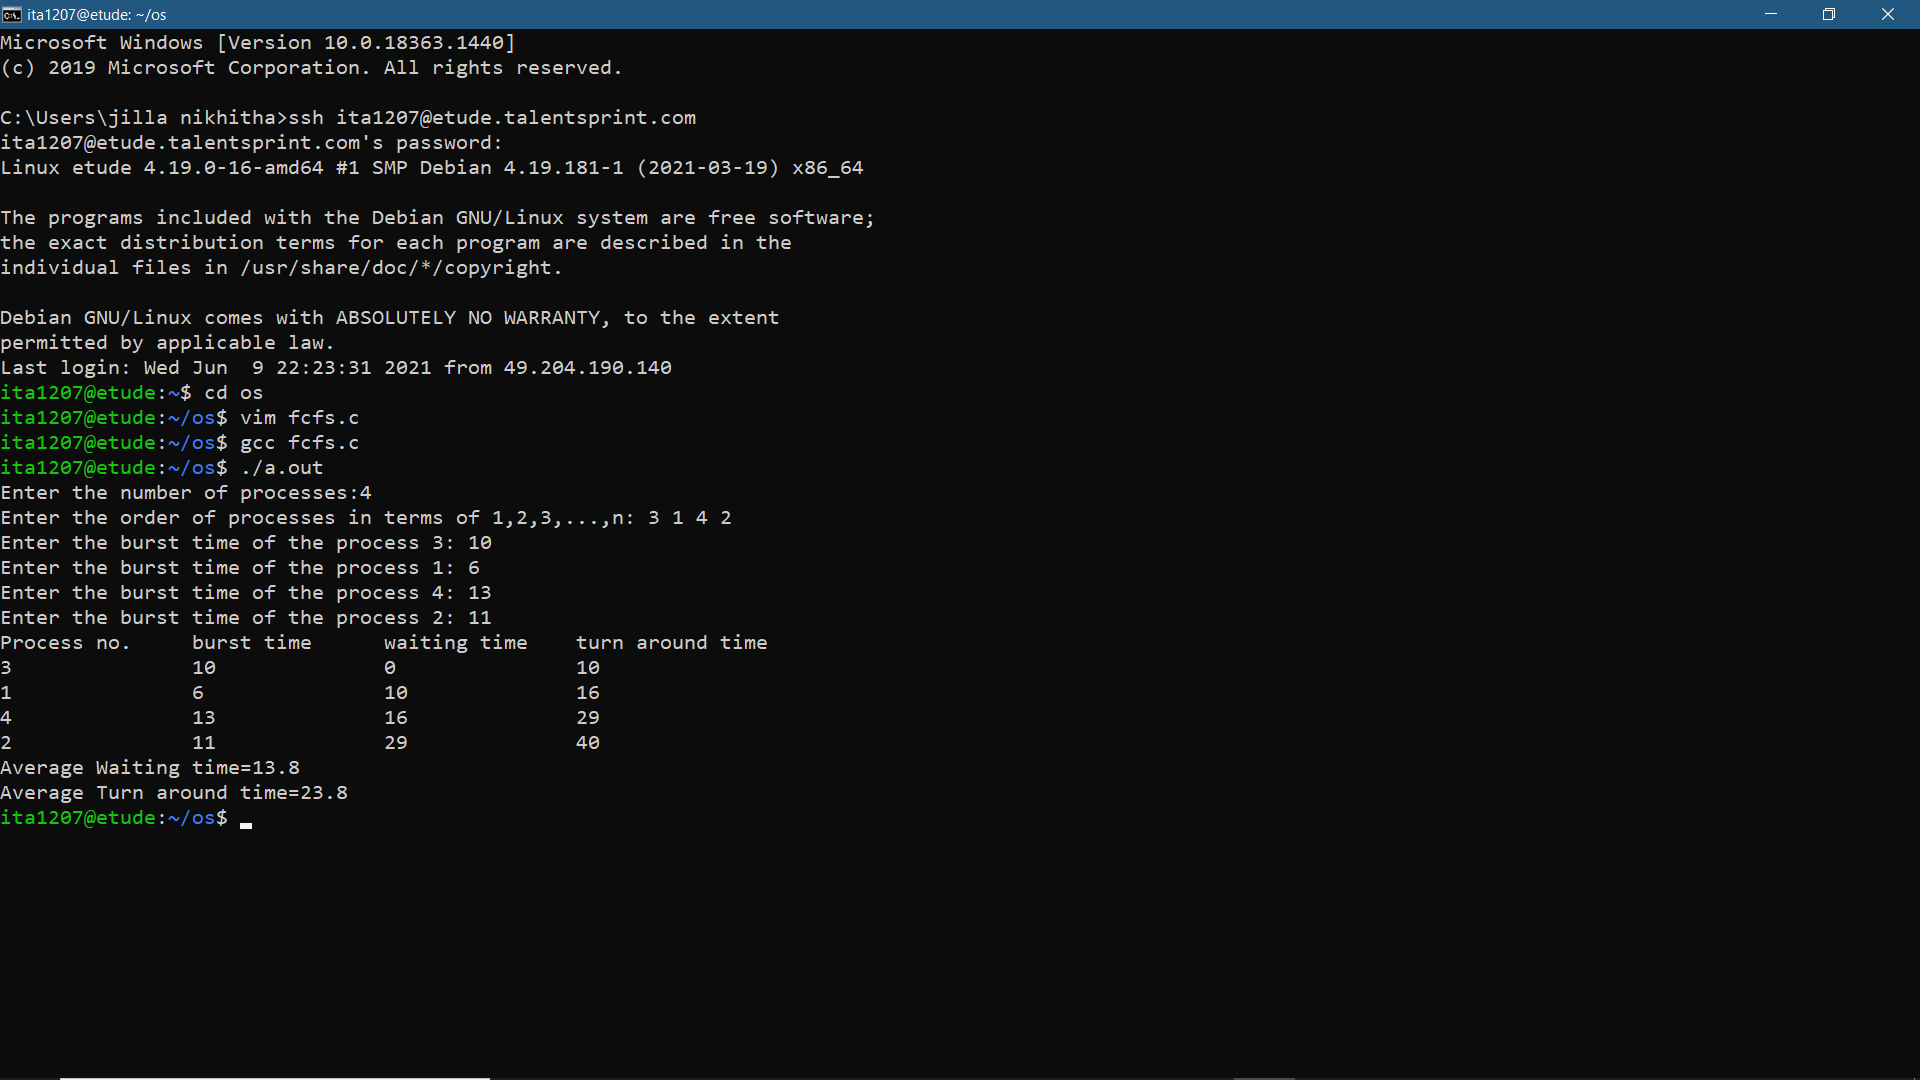 ita1207@etude: ~/os
Microsoft Windows [Version 10.0.18363.1440]
(c) 2019 Microsoft Corporation. All rights reserved.
C:\Users\jilla nikhitha>ssh ita1207@etude.talentsprint.com
ita1207@etude.talentsprint.com's password:
Linux etude 4.19.0-16-amd64 #1 SMP Debian 4.19.181-1 (2021-03-19) x86_64
The programs included with the Debian GNU/Linux system are free software;
the exact distribution terms for each program are described in the
individual files in /usr/share/doc/*/copyright.
Debian GNU/Linux comes with ABSOLUTELY NO WARRANTY, to the extent
permitted by applicable law.
Last login: Wed Jun  9 22:23:31 2021 from 49.204.190.140
ita1207@etude:~$ cd os
ita1207@etude:~/os$ vim fcfs.c
ita1207@etude:~/os$ gcc fcfs.c
ita1207@etude:~/os$ ./a.out
Enter the number of processes:4
Enter the order of processes in terms of 1,2,3,...,n: 3 1 4 2
Enter the burst time of the process 3: 10
Enter the burst time of the process 1: 6
Enter the burst time of the process 4: 13
Enter the burst time of the process 2: 11
Process no.     burst time      waiting time    turn around time
3               10              0               10
1               6               10              16
4               13              16              29
2               11              29              40
Average Waiting time=13.8
Average Turn around time=23.8
ita1207@etude:~/os$